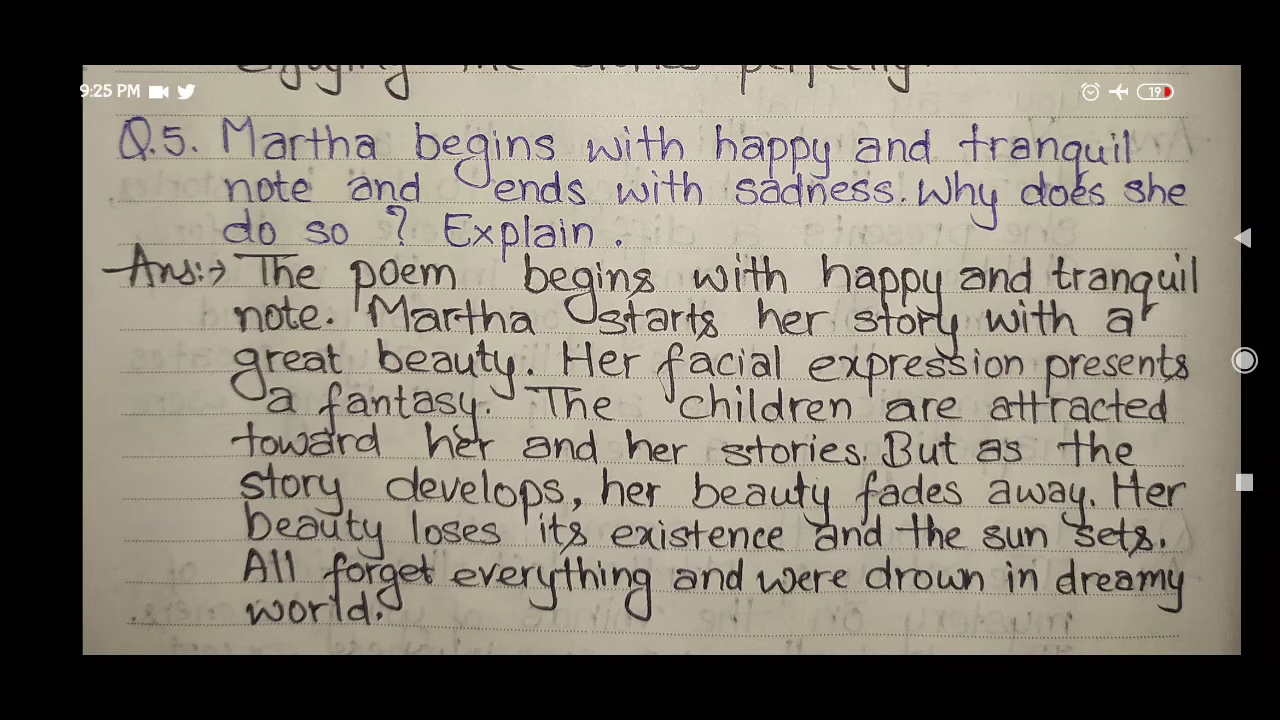 9:25 PM
19
Q.5. Martha begins with happy and tranquil
note and ends with sadness. Why does she
do so ? Explain.
Ans:→ The poem begins with happy and tranquil
note. Martha starts her story with a
great beauty. Her facial expression presents
a fantasy. The children are attracted
toward her and her stories. But as the
story develops, her beauty fades away. Her
beauty loses its existence and the sun sets.
All forget everything and were drown in dreamy
world.